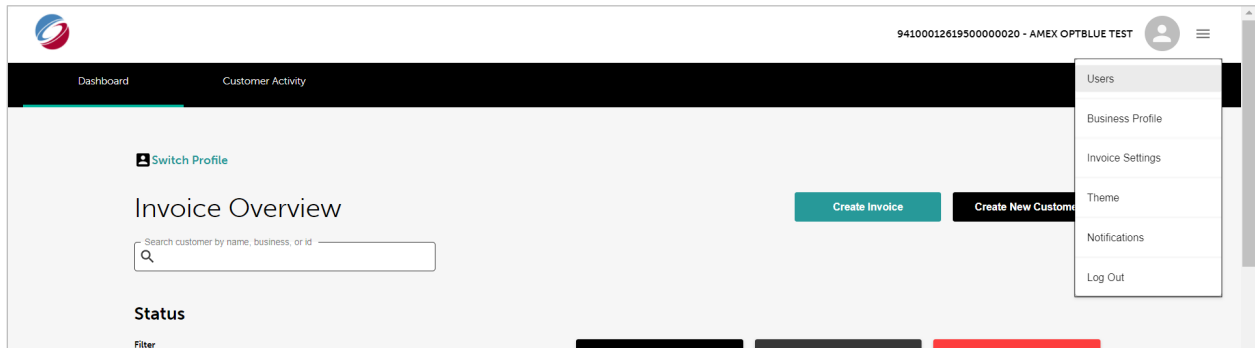 94100012619500000020 - AMEX OPTBLUE TEST
Dashboard
Customer Activity
Users
Business Profile
Invoice Settings
Theme
Notifications
Log Out
Switch Profile
Invoice Overview
Create Invoice
Create New Custome
Search customer by name, business, or id
Status
Filter